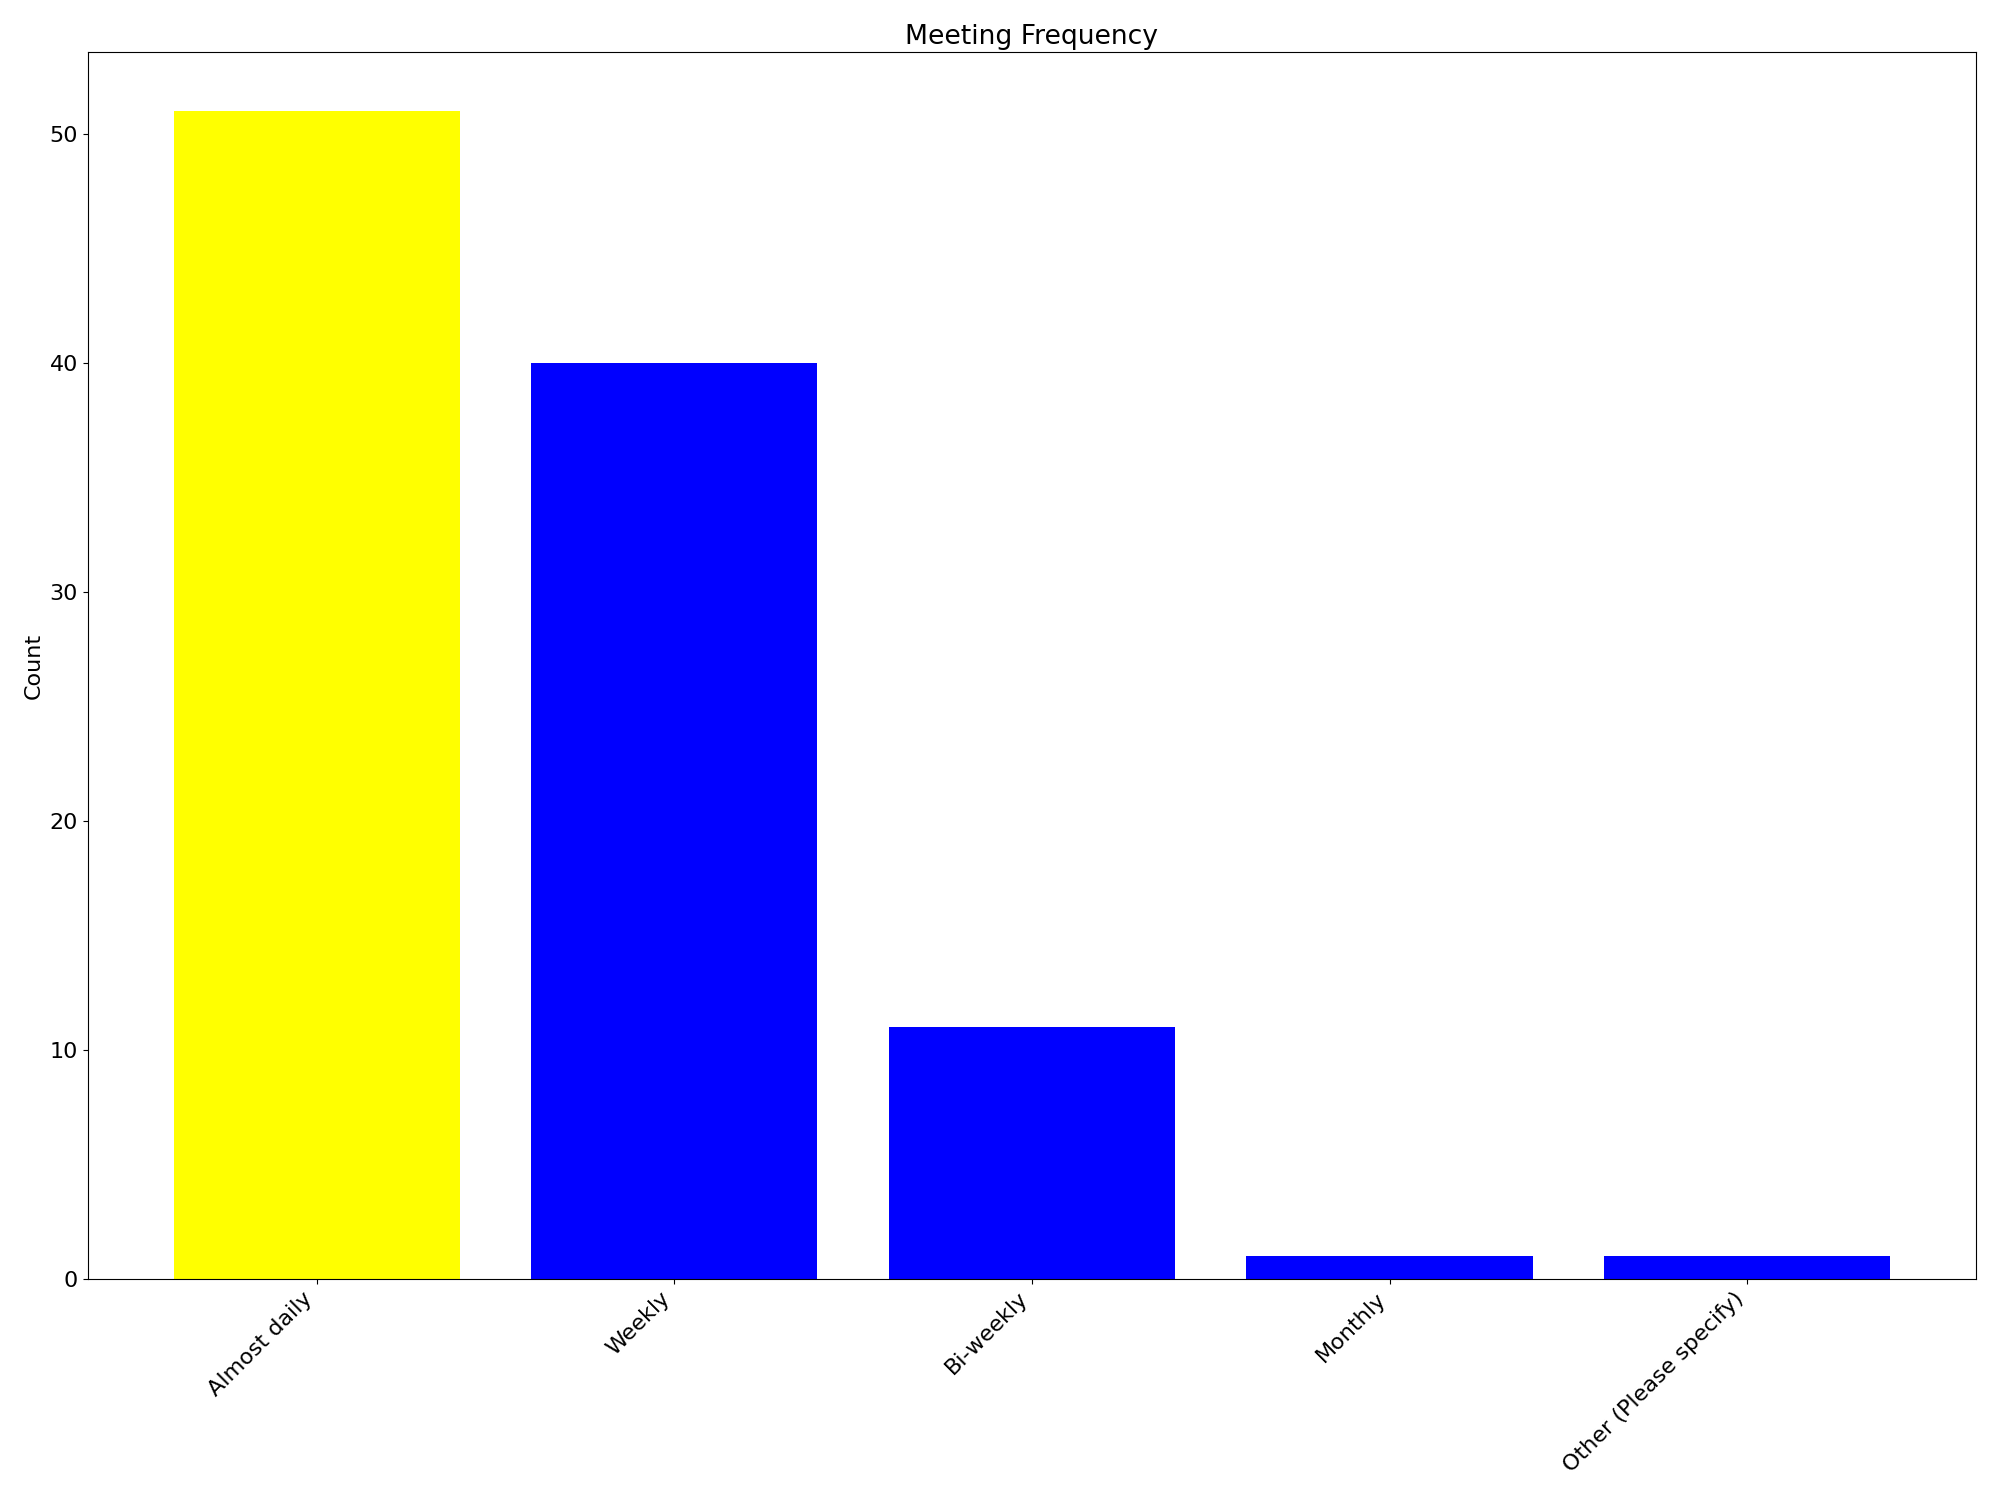 Meeting Frequency
50
40
30
20
10
0
Count
Almost daily
Weekly
Bi-weekly
Monthly
Other (Please specify)